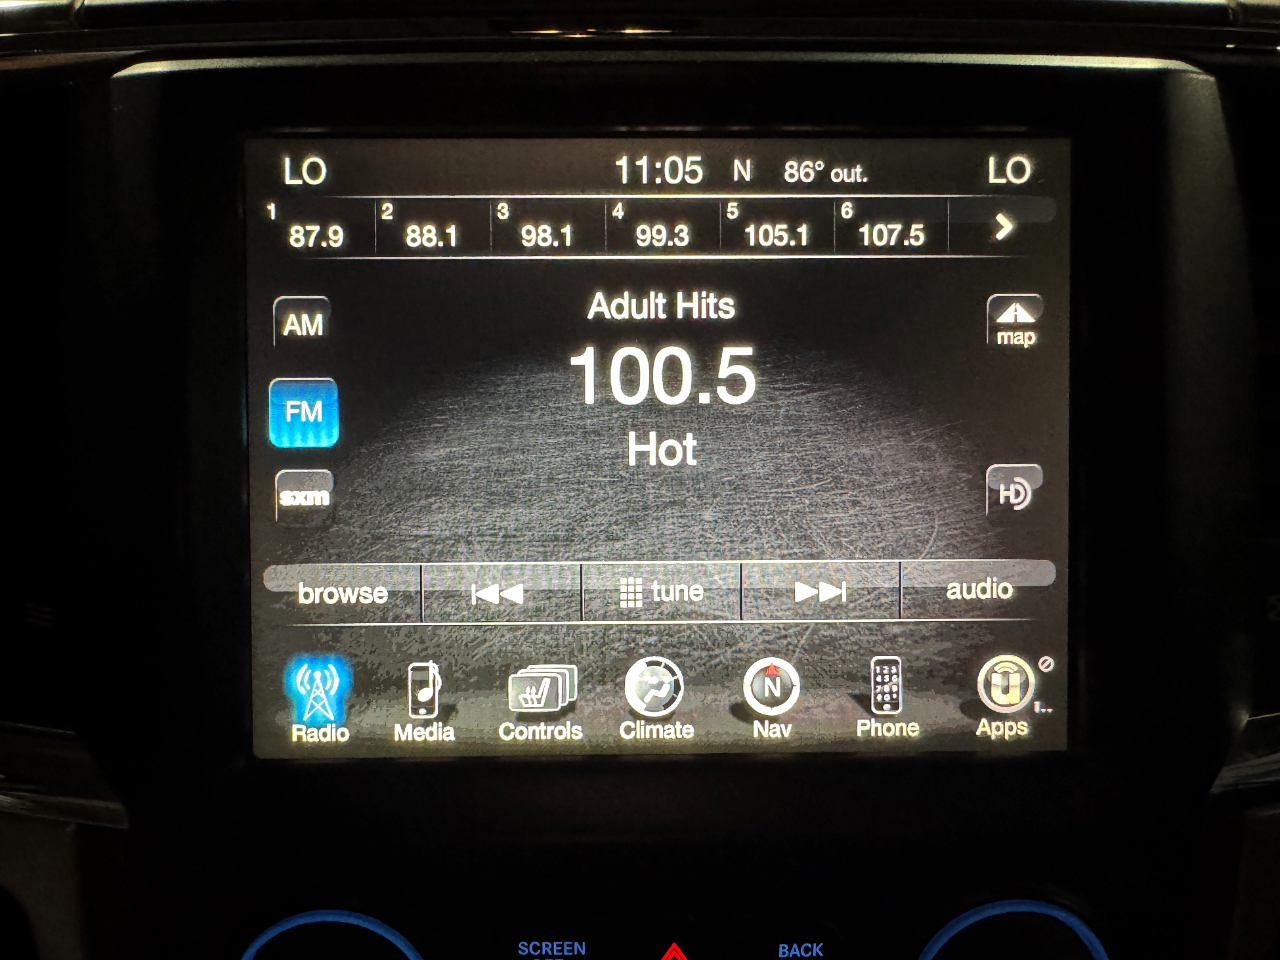 LO 11:05 N 86° out. LO
1 87.9 2 88.1 3 98.1 4 99.3 5 105.1 6 107.5
Adult Hits
AM
map
100.5
FM
Hot
sxm
HD
browse tune audio
N
Radio Media Controls Climate Nav Phone Apps
SCREEN BACK